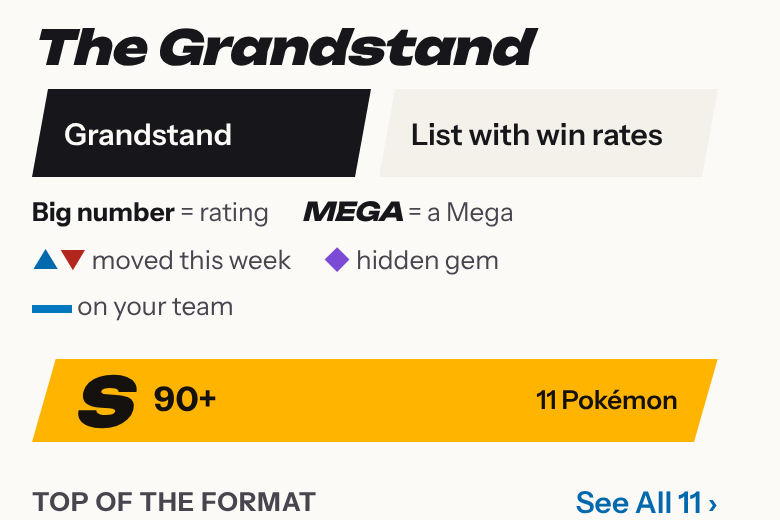 The Grandstand
Grandstand
List with win rates
Big number = rating MEGA = a Mega
moved this week hidden gem
on your team
S 90+ 11 Pokémon
TOP OF THE FORMAT See All 11 ›